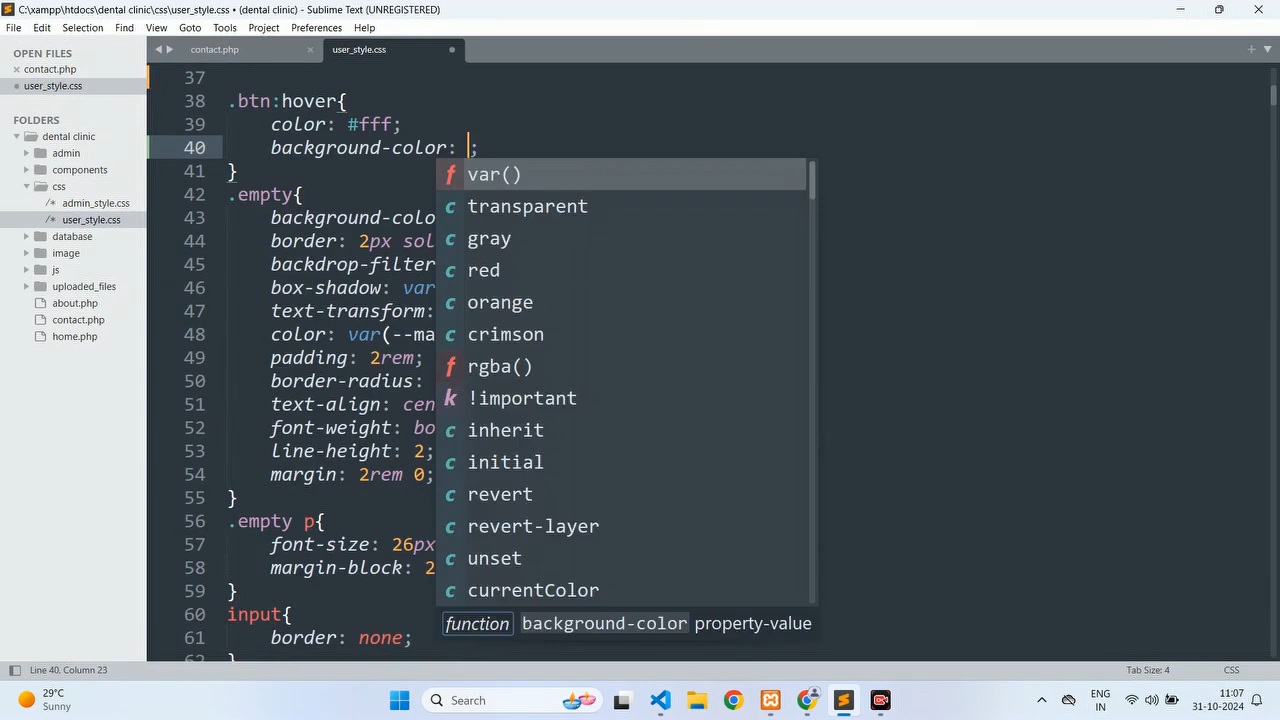 C:\xampp\htdocs\dental clinic\css\user_style.css • (dental clinic) - Sublime Text (UNREGISTERED)
File Edit Selection Find View Goto Tools Project Preferences Help
OPEN FILES
contact.php
user_style.css
FOLDERS
dental clinic
admin
components
css
/* admin_style.css
/* user_style.css
database
image
js
uploaded_files
about.php
contact.php
home.php
contact.php
user_style.css
37
38 .btn:hover{
39 color: #fff;
40 background-color: ;
41 }
42 .empty{
43 background-colo
44 border: 2px sol
45 backdrop-filter
46 box-shadow: var
47 text-transform:
48 color: var(--ma
49 padding: 2rem;
50 border-radius:
51 text-align: cen
52 font-weight: bo
53 line-height: 2;
54 margin: 2rem 0;
55 }
56 .empty p{
57 font-size: 26px
58 margin-block: 2
59 }
60 input{
61 border: none;
f var()
c transparent
c gray
c red
c orange
c crimson
f rgba()
k !important
c inherit
c initial
c revert
c revert-layer
c unset
c currentColor
function background-color property-value
Line 40, Column 23
Tab Size: 4
CSS
29°C
Sunny
Search
ENG
IN
11:07
31-10-2024